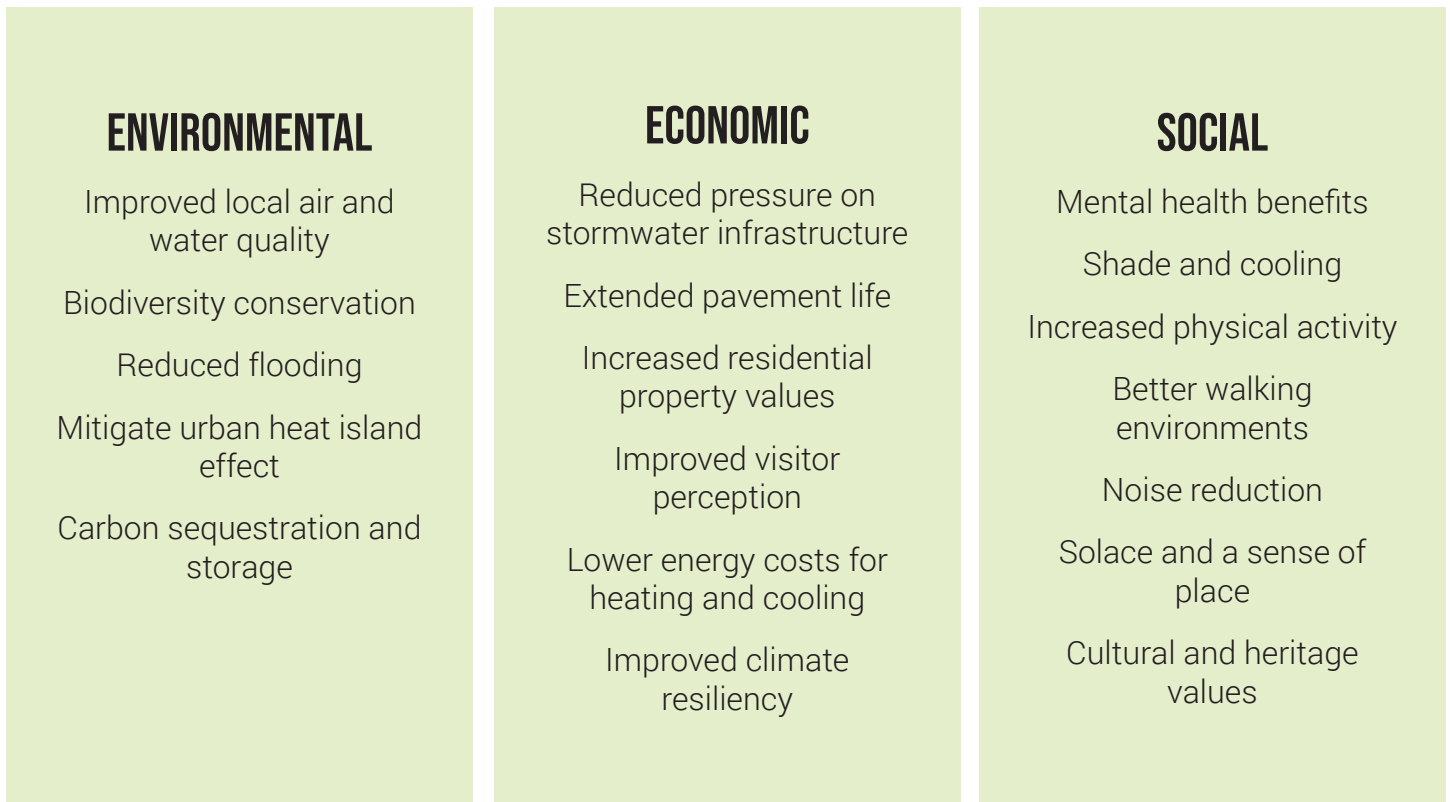 ENVIRONMENTAL
Improved local air and
water quality
Biodiversity conservation
Reduced flooding
Mitigate urban heat island
effect
Carbon sequestration and
storage
ECONOMIC
Reduced pressure on
stormwater infrastructure
Extended pavement life
Increased residential
property values
Improved visitor
perception
Lower energy costs for
heating and cooling
Improved climate
resiliency
SOCIAL
Mental health benefits
Shade and cooling
Increased physical activity
Better walking
environments
Noise reduction
Solace and a sense of
place
Cultural and heritage
values